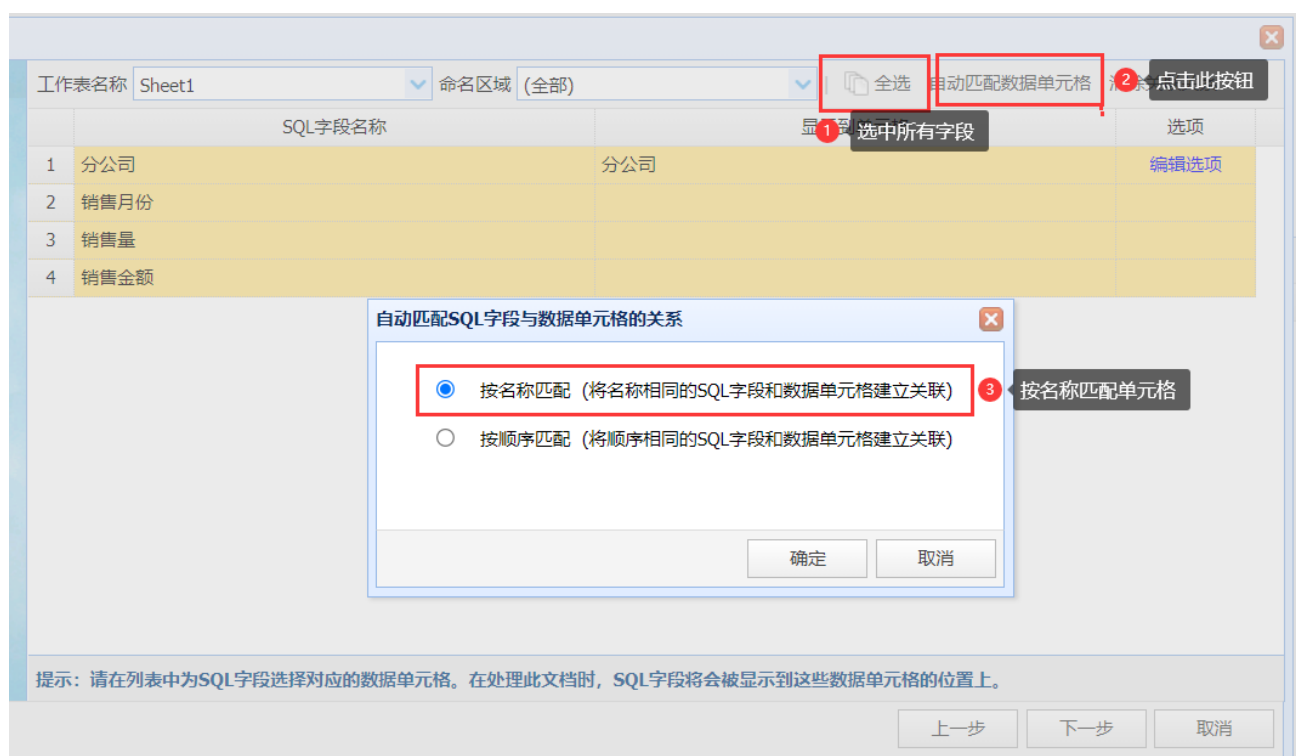 工作表名称 Sheet1 命名区域 (全部) 全选 自动匹配数据单元格
2 点击此按钮
1 选中所有字段
SQL字段名称 选项
1 分公司 分公司 编辑选项
2 销售月份
3 销售量
4 销售金额
自动匹配SQL字段与数据单元格的关系
按名称匹配 (将名称相同的SQL字段和数据单元格建立关联)
3 按名称匹配单元格
按顺序匹配 (将顺序相同的SQL字段和数据单元格建立关联)
确定 取消
提示：请在列表中为SQL字段选择对应的数据单元格。在处理此文档时，SQL字段将会被显示到这些数据单元格的位置上。
上一步 下一步 取消